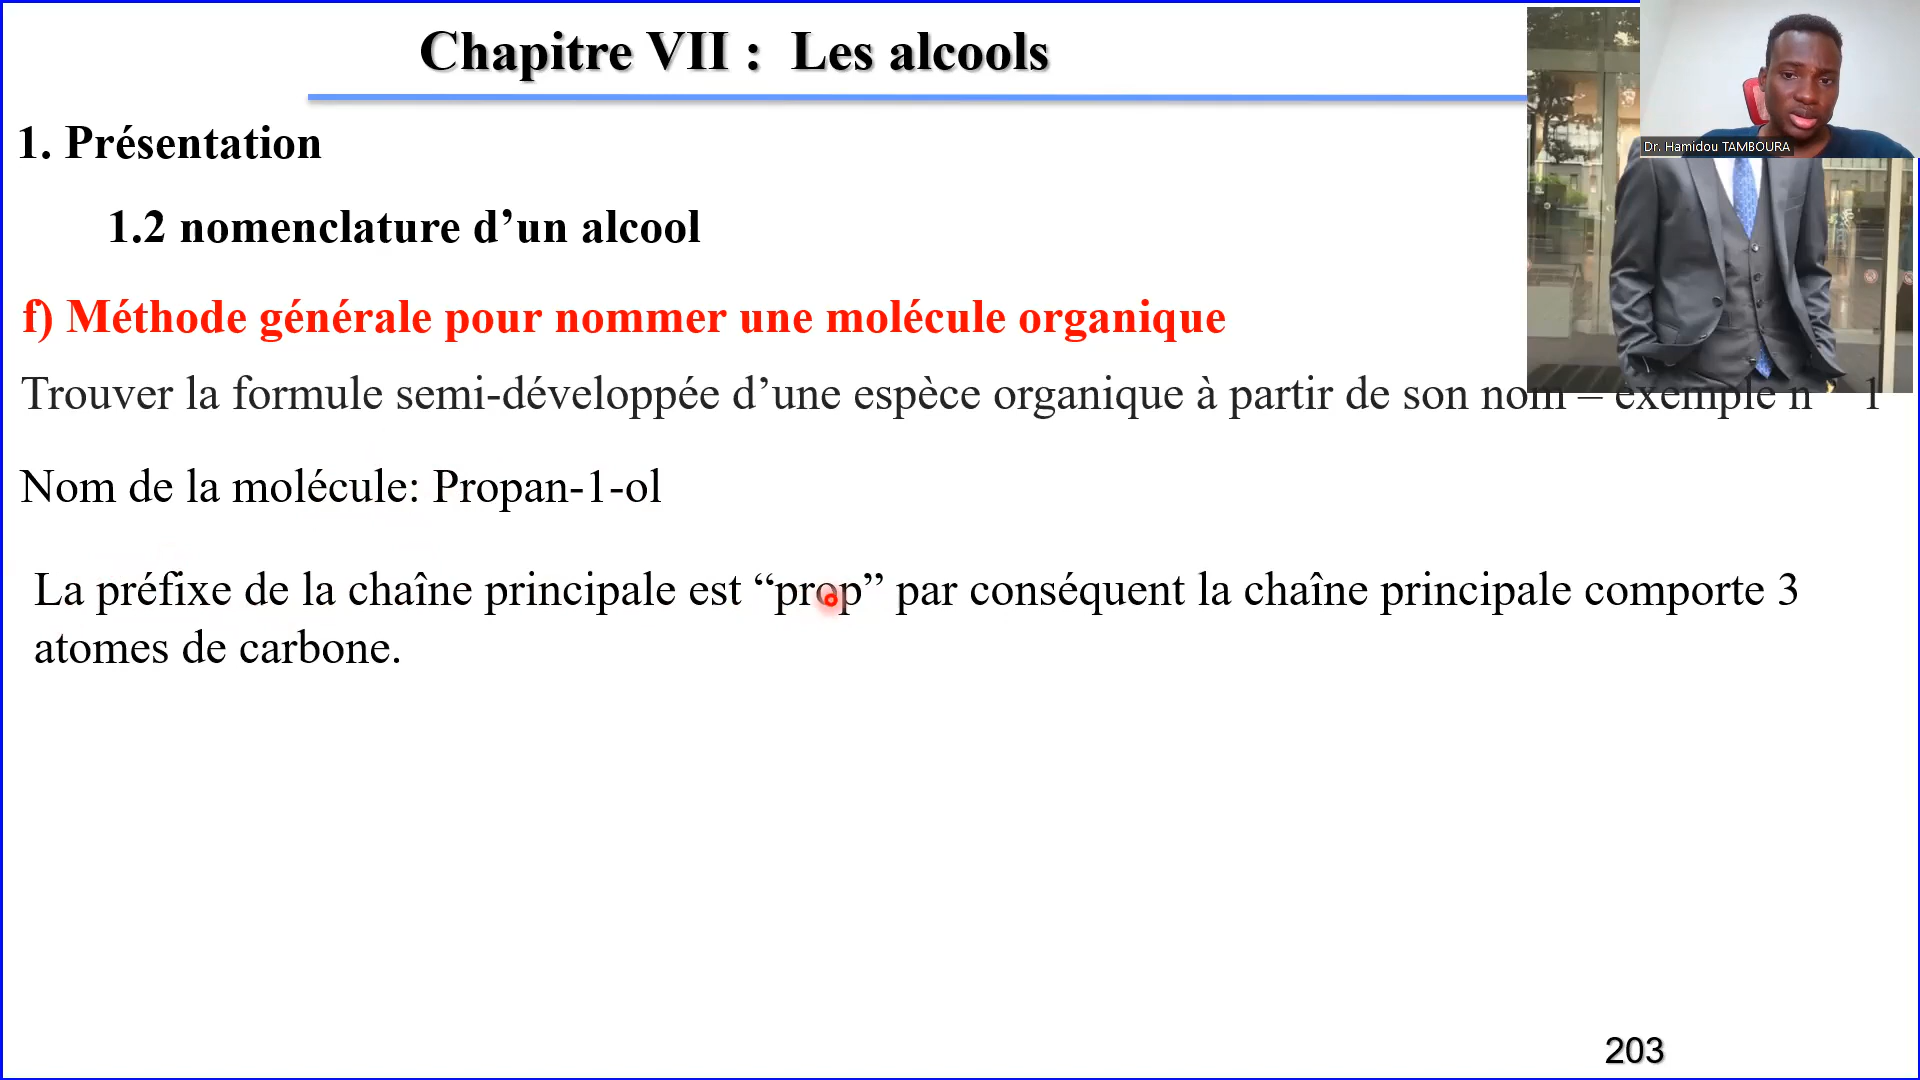 Chapitre VII : Les alcools
Dr. Hamidou TAMBOURA
1. Présentation
1.2 nomenclature d’un alcool
f) Méthode générale pour nommer une molécule organique
Trouver la formule semi-développée d’une espèce organique à partir de son nom – exemple n° 1
Nom de la molécule: Propan-1-ol
La préfixe de la chaîne principale est “prop” par conséquent la chaîne principale comporte 3
atomes de carbone.
203